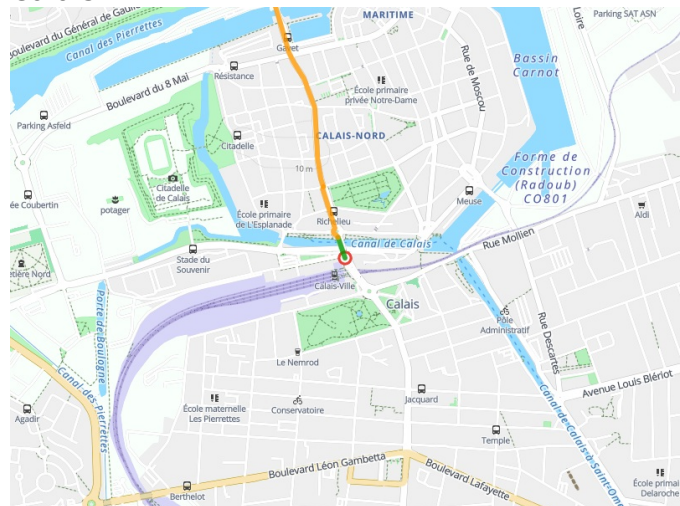 MARITIME
Parking SAT ASN
Boulevard du Général de Gaulle
Canal des Pierrettes
Gayet
Loire
Rue de Moscou
Bassin
Carnot
Résistance
École primaire
privée Notre-Dame
Boulevard du 8 Mai
Parking Asfeld
CALAIS-NORD
Citadelle
10 m
Forme de
Construction
(Radoub)
CO801
Citadelle
de Calais
Meuse
ée Coubertin
potager
École primaire
de L'Esplanade
Richelieu
Aldi
Canal de Calais
Rue Mollien
Stade du
Souvenir
tière Nord
Calais-Ville
Calais
Porte de Boulogne
Pôle
Administratif
Rue Descartes
Le Nemrod
Canal des Pierrettes
Avenue Louis Blériot
Jacquard
École maternelle
Les Pierrettes
Conservatoire
Agadir
Canal de Calais à Saint-Ome
Temple
Boulevard Léon Gambetta
Boulevard Lafayette
École primai
Delaroche
Berthelot